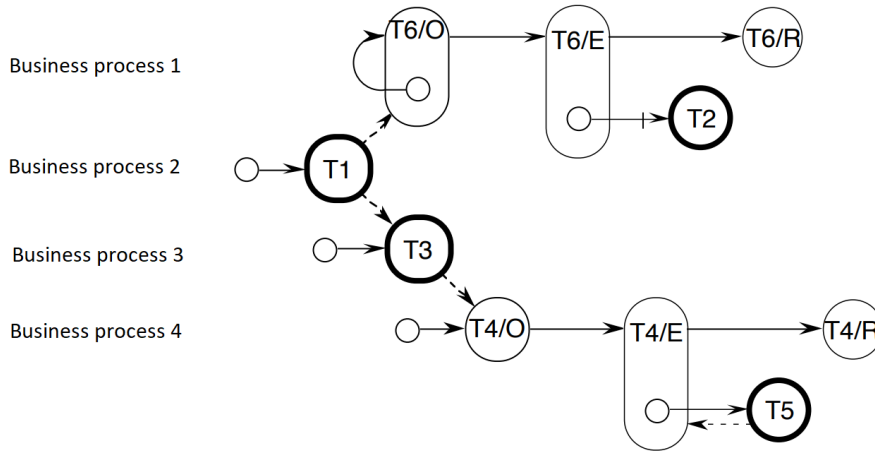 T6/O
T6/E
T6/R
Business process 1
T2
Business process 2
T1
Business process 3
T3
Business process 4
T4/O
T4/E
T4/R
T5